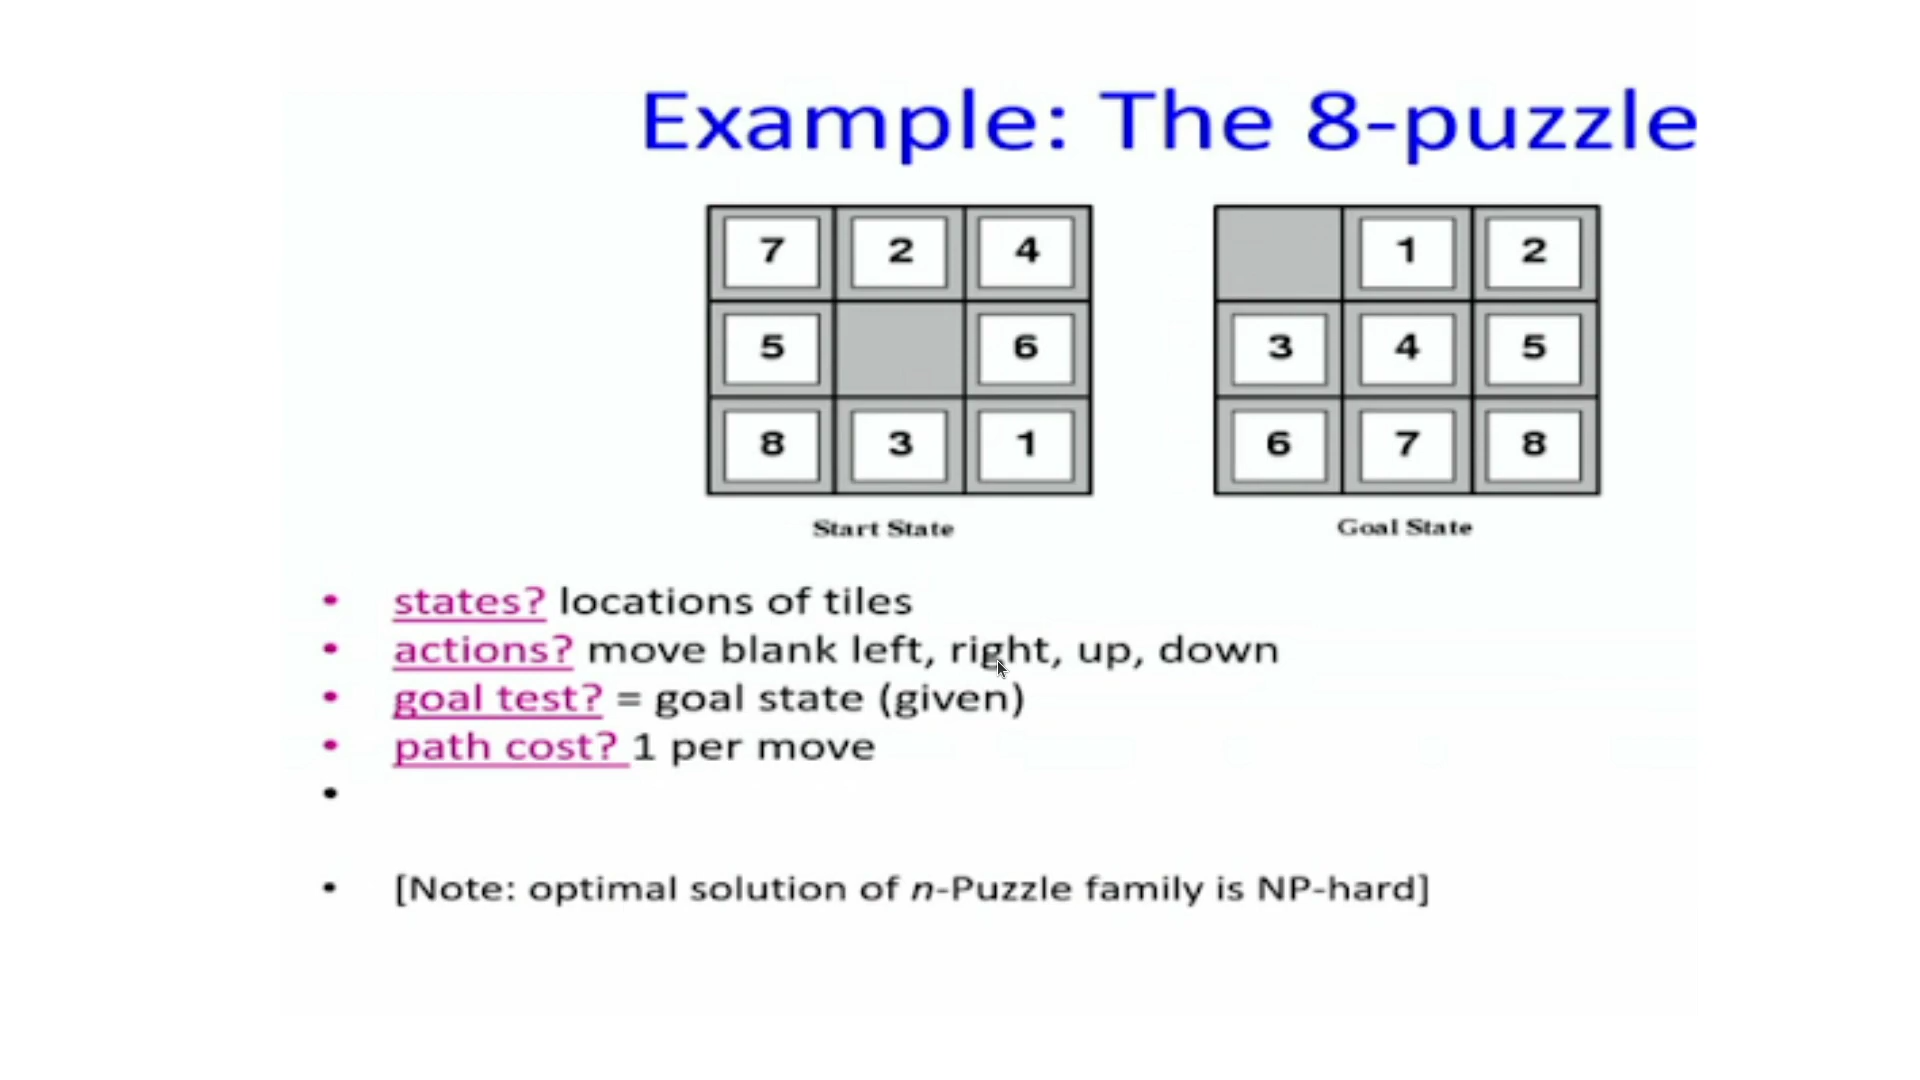 Example: The 8-puzzle
7 2 4
5 6
8 3 1
Start State
1 2
3 4 5
6 7 8
Goal State
• states? locations of tiles
• actions? move blank left, right, up, down
• goal test? = goal state (given)
• path cost? 1 per move
•
• [Note: optimal solution of n-Puzzle family is NP-hard]